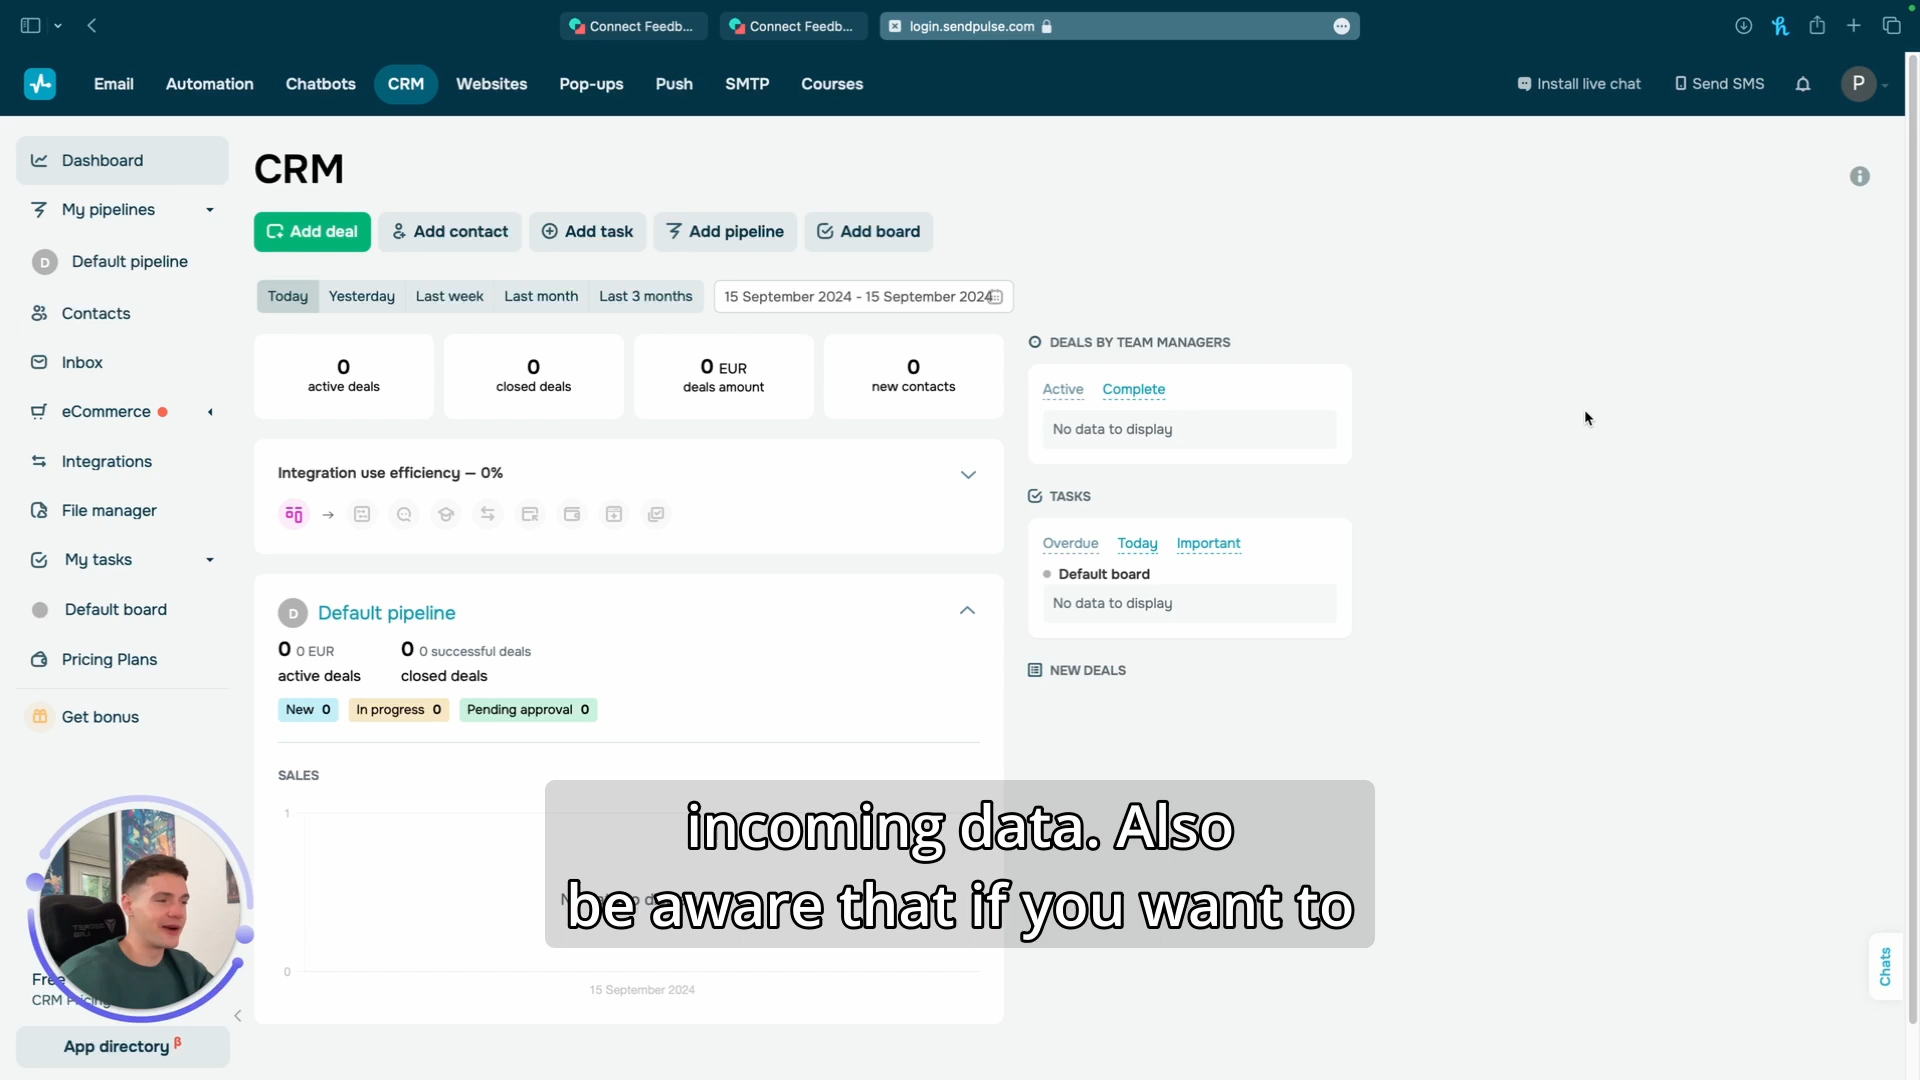 Connect Feedb...
Connect Feedb...
login.sendpulse.com
Email
Automation
Chatbots
CRM
Websites
Pop-ups
Push
SMTP
Courses
Install live chat
Send SMS
P
Dashboard
My pipelines
D
Default pipeline
Contacts
Inbox
eCommerce
Integrations
File manager
My tasks
Default board
Pricing Plans
Get bonus
Free
App directory β
CRM
Add deal
Add contact
Add task
Add pipeline
Add board
Today
Yesterday
Last week
Last month
Last 3 months
15 September 2024 - 15 September 2024
0
active deals
0
closed deals
0 EUR
deals amount
0
new contacts
Integration use efficiency – 0%
D
Default pipeline
0 0 EUR
active deals
0 0 successful deals
closed deals
New 0
In progress 0
Pending approval 0
SALES
1
0
15 September 2024
DEALS BY TEAM MANAGERS
Active
Complete
No data to display
TASKS
Overdue
Today
Important
Default board
No data to display
NEW DEALS
Chats
incoming data. Also
be aware that if you want to